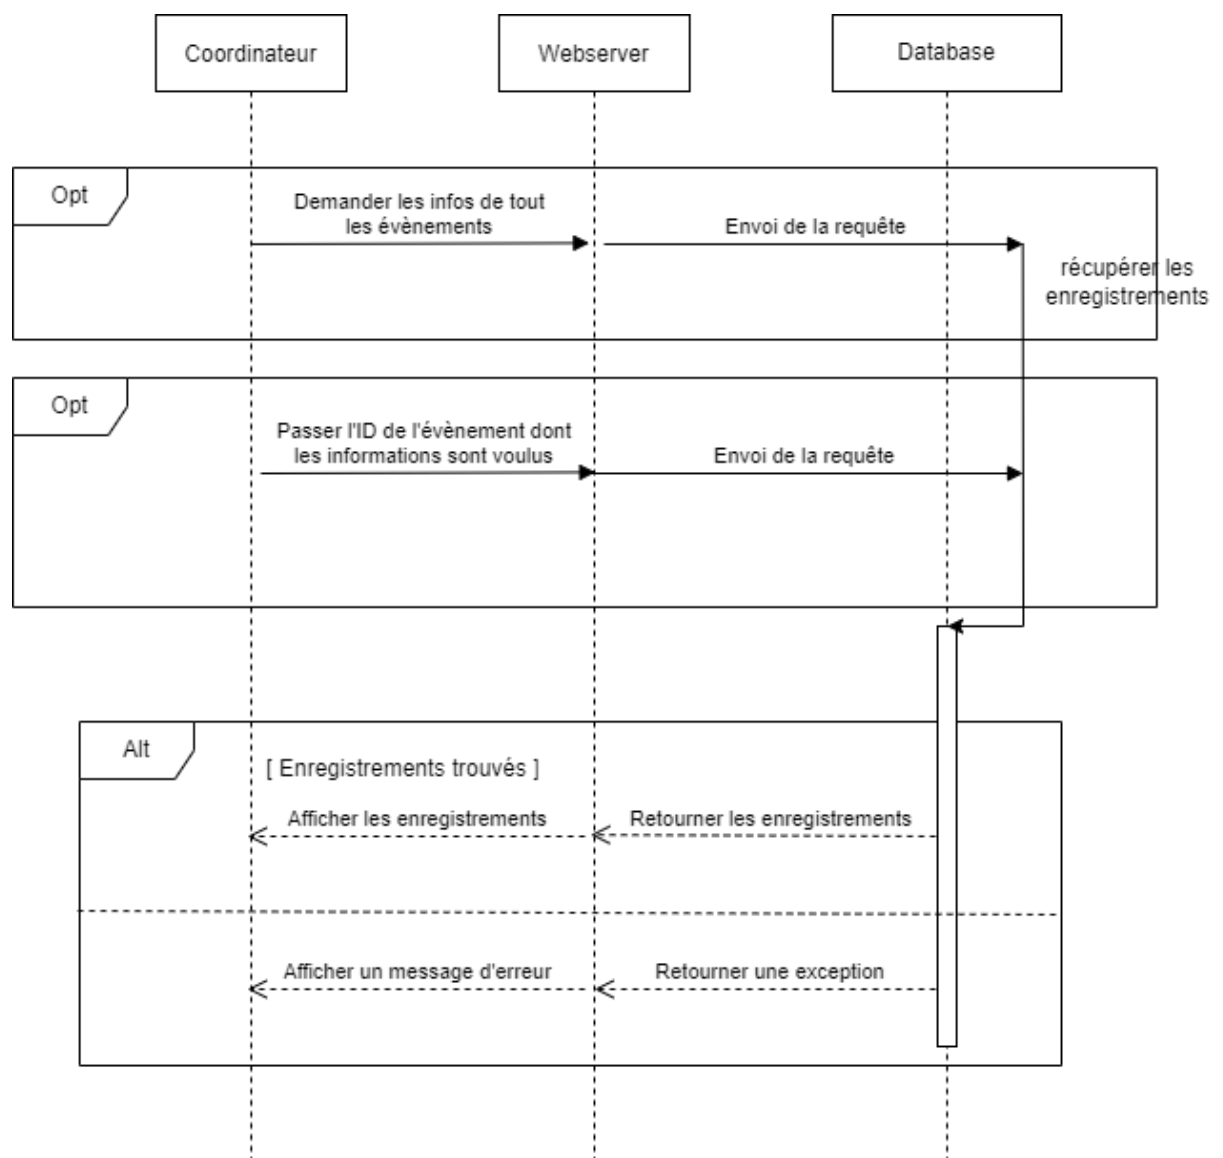 Coordinateur
Webserver
Database
Opt
Demander les infos de tout
les évènements
Envoi de la requête
récupérer les
enregistrements
Opt
Passer l'ID de l'évènement dont
les informations sont voulus
Envoi de la requête
Alt
[ Enregistrements trouvés ]
Afficher les enregistrements
Retourner les enregistrements
Afficher un message d'erreur
Retourner une exception